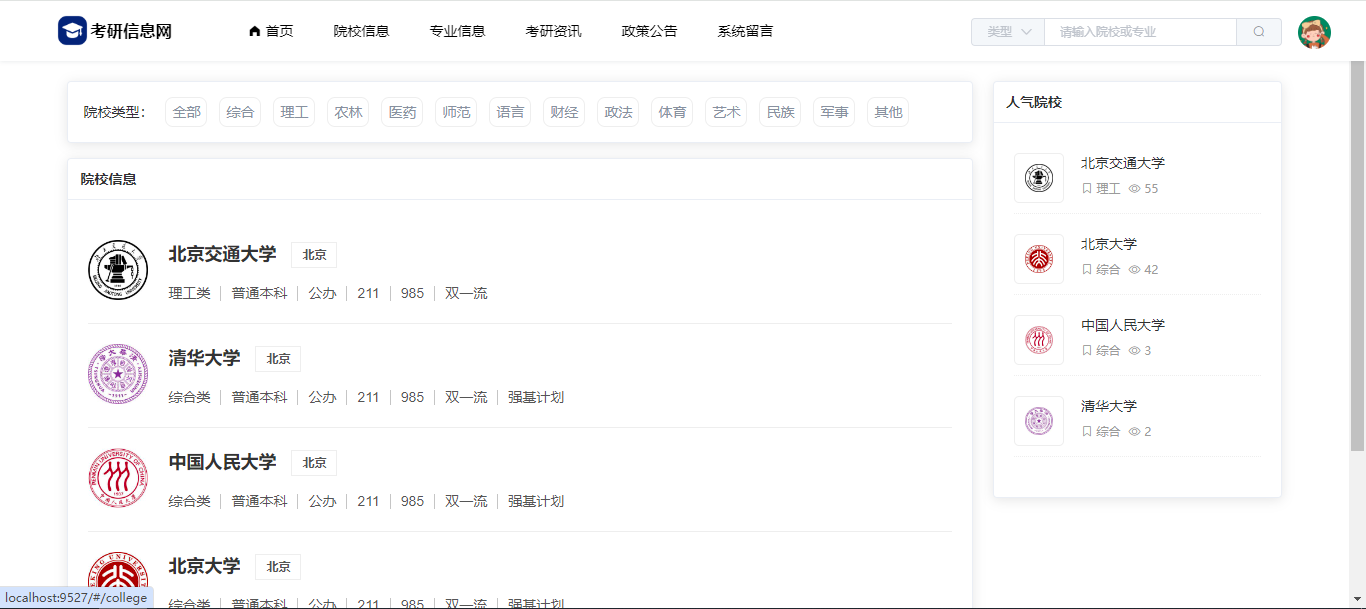 考研信息网 首页 院校信息 专业信息 考研资讯 政策公告 系统留言 类型 请输入院校或专业
院校类型： 全部 综合 理工 农林 医药 师范 语言 财经 政法 体育 艺术 民族 军事 其他
院校信息
北京交通大学 北京
理工类 普通本科 公办 211 985 双一流
清华大学 北京
综合类 普通本科 公办 211 985 双一流 强基计划
中国人民大学 北京
综合类 普通本科 公办 211 985 双一流 强基计划
北京大学 北京
综合类 普通本科 公办 211 985 双一流 强基计划
人气院校
北京交通大学
理工 55
北京大学
综合 42
中国人民大学
综合 3
清华大学
综合 2
localhost:9527/#/college